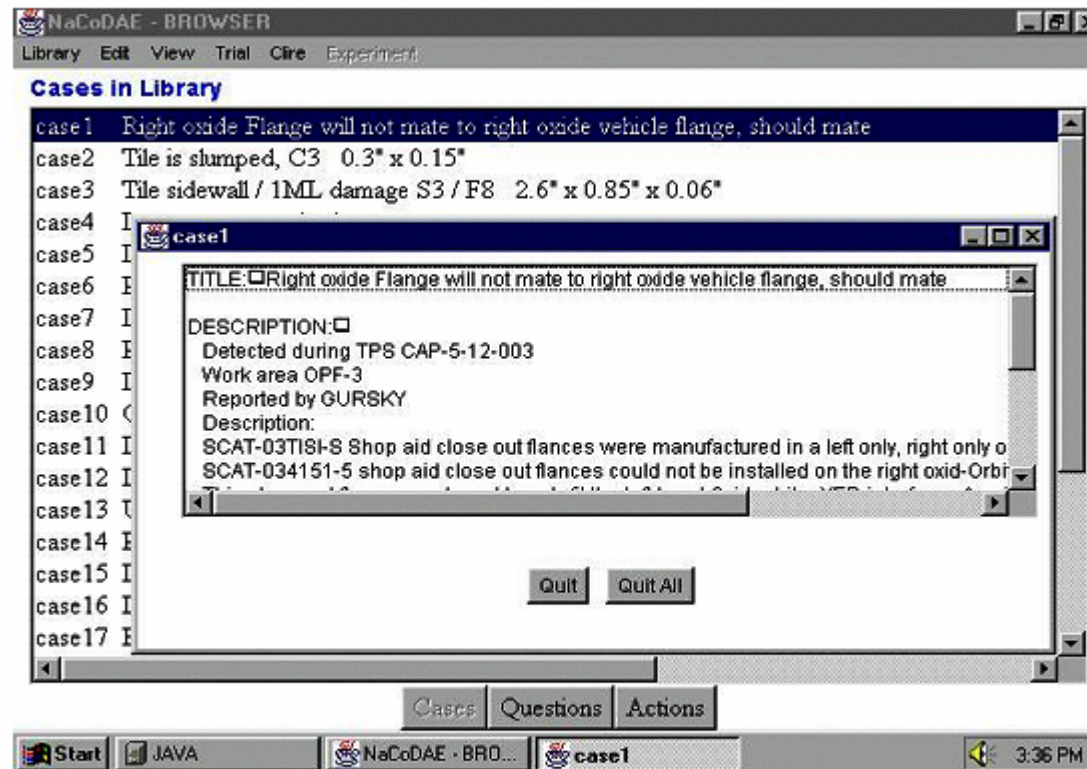 NaCoDAE - BROWSER
Library Edit View Trial Clire Experiment
Cases in Library
case1 Right oxide Flange will not mate to right oxide vehicle flange, should mate
case2 Tile is slumped, C3 0.3" x 0.15"
case3 Tile sidewall / 1ML damage S3 / F8 2.6" x 0.85" x 0.06"
case4
case5
case6
case7
case8
case9
case10
case11
case12
case13
case14
case15
case16
case17
case1
TITLE:Right oxide Flange will not mate to right oxide vehicle flange, should mate
DESCRIPTION:
Detected during TPS CAP-5-12-003
Work area OPF-3
Reported by GURSKY
Description:
SCAT-03TISI-S Shop aid close out flances were manufactured in a left only, right only o
SCAT-034151-5 shop aid close out flances could not be installed on the right oxid-Orbi
Quit Quit All
Cases Questions Actions
Start JAVA NaCoDAE - BRO... case1 3:36 PM